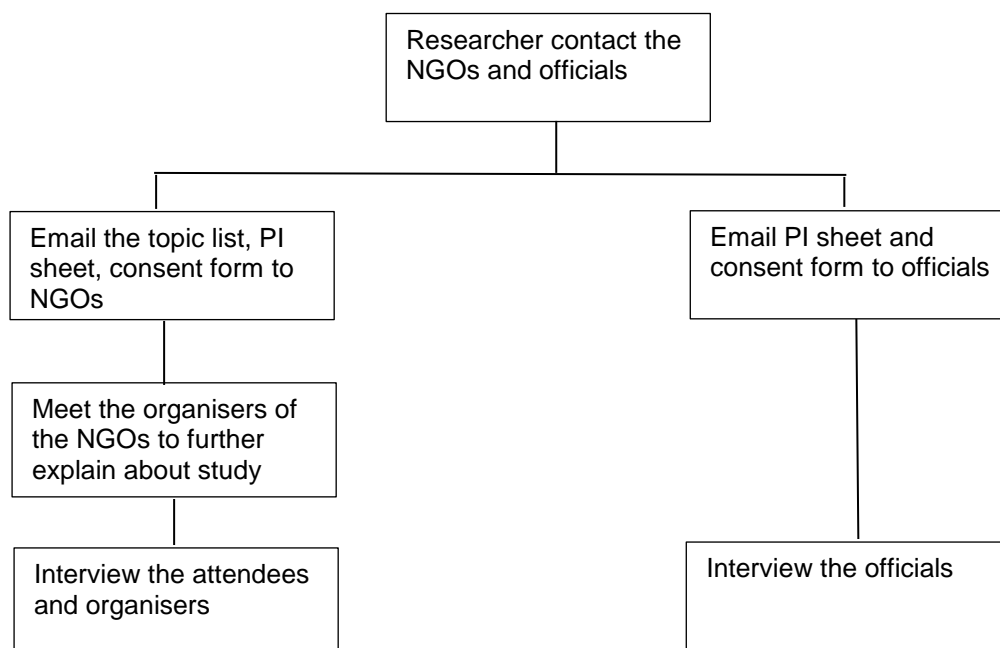 Researcher contact the
NGOs and officials
Email the topic list, PI
sheet, consent form to
NGOs
Email PI sheet and
consent form to officials
Meet the organisers of
the NGOs to further
explain about study
Interview the attendees
and organisers
Interview the officials